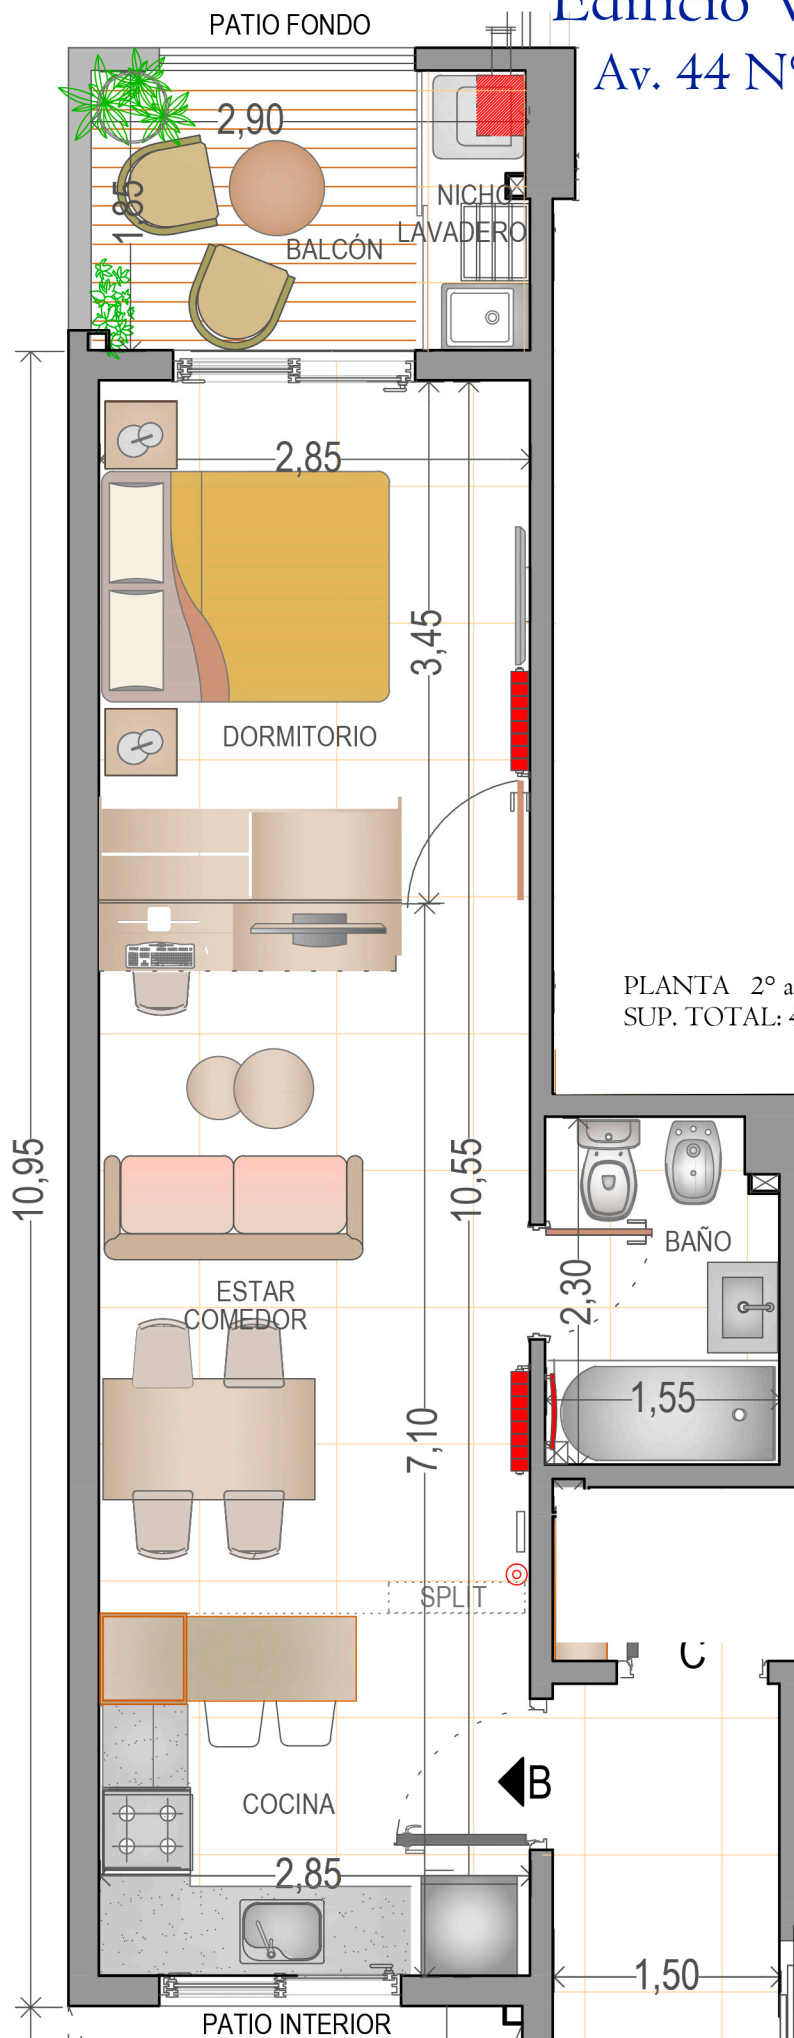 PATIO FONDO
Edificio
Av. 44 N°
2,90
1,85
NICHO
LAVADERO
BALCÓN
2,85
3,45
DORMITORIO
PLANTA 2° a
SUP. TOTAL: 4
10,95
10,55
BAÑO
2,30
ESTAR
COMEDOR
1,55
7,10
SPLIT
C
B
COCINA
2,85
1,50
PATIO INTERIOR